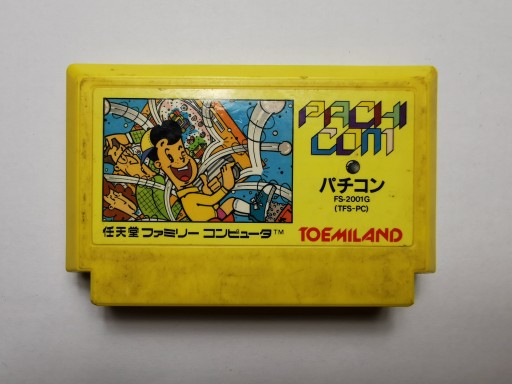 PACHI
COM
パチコン
FS-2001G
(TFS-PC)
任天堂 ファミリー コンピュータ™
TOEMILAND